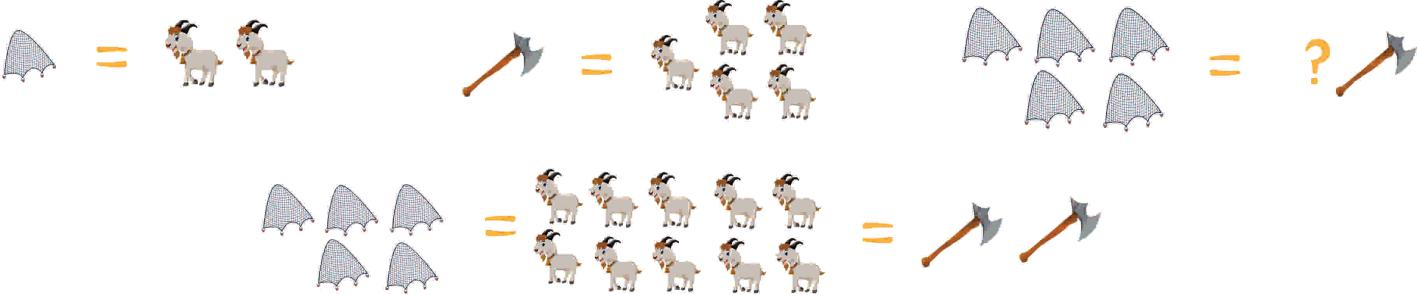 = = = ?
= =